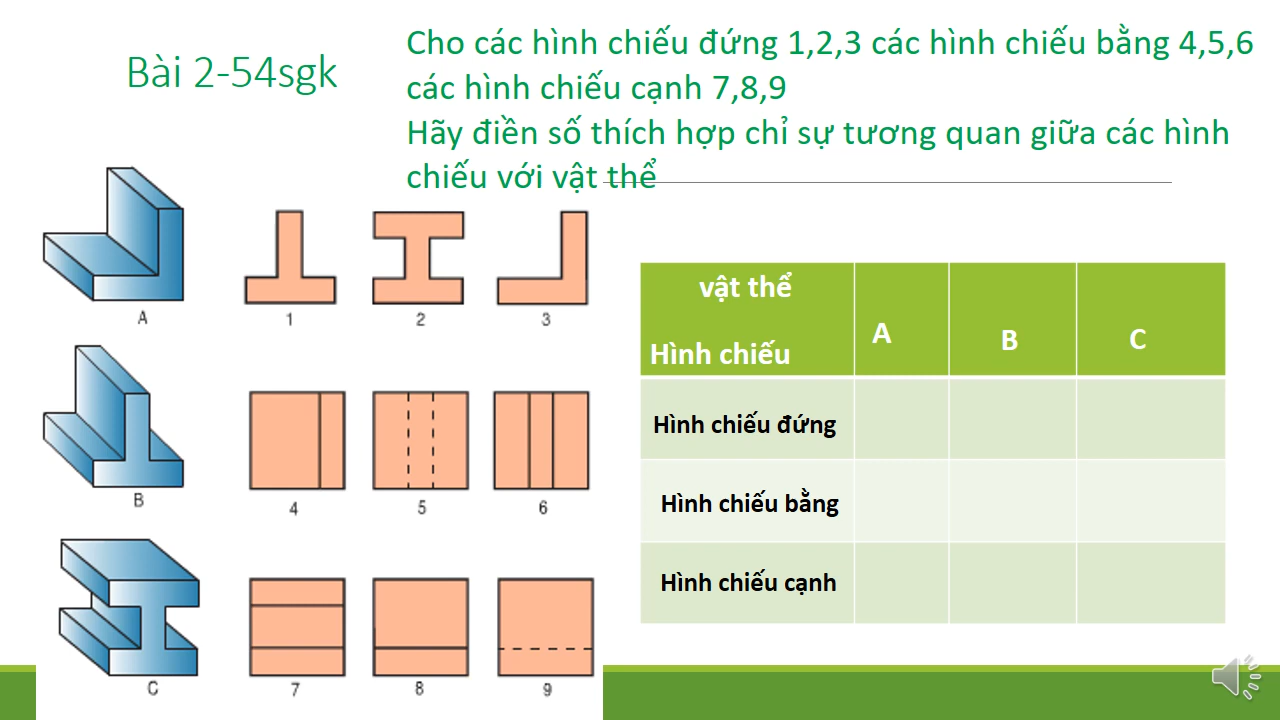 Bài 2-54sgk
Cho các hình chiếu đứng 1,2,3 các hình chiếu bằng 4,5,6
các hình chiếu cạnh 7,8,9
Hãy điền số thích hợp chỉ sự tương quan giữa các hình
chiếu với vật thể
A
1
2
3
B
4
5
6
C
7
8
9
vật thể
Hình chiếu
A
B
C
Hình chiếu đứng
Hình chiếu bằng
Hình chiếu cạnh